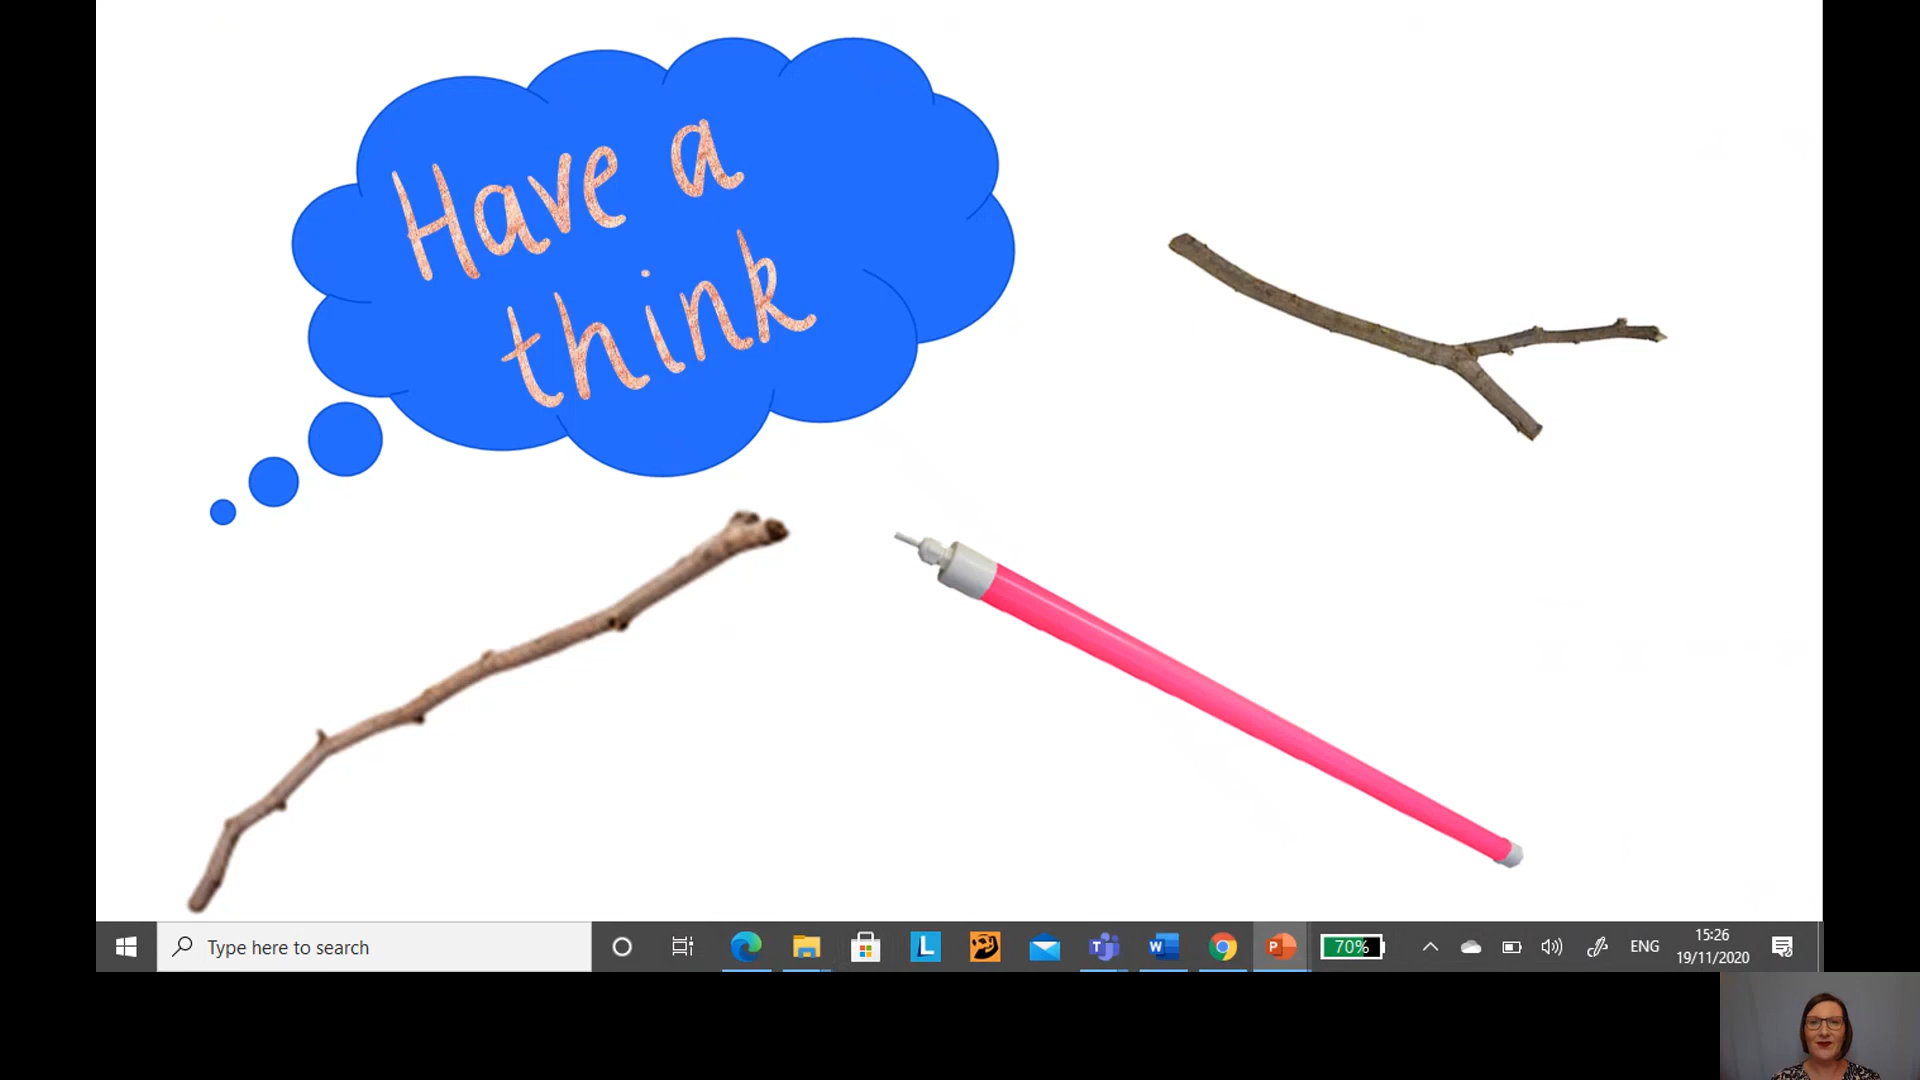 Have a
think
Type here to search
L
W
P
70%
ENG
15:26
19/11/2020